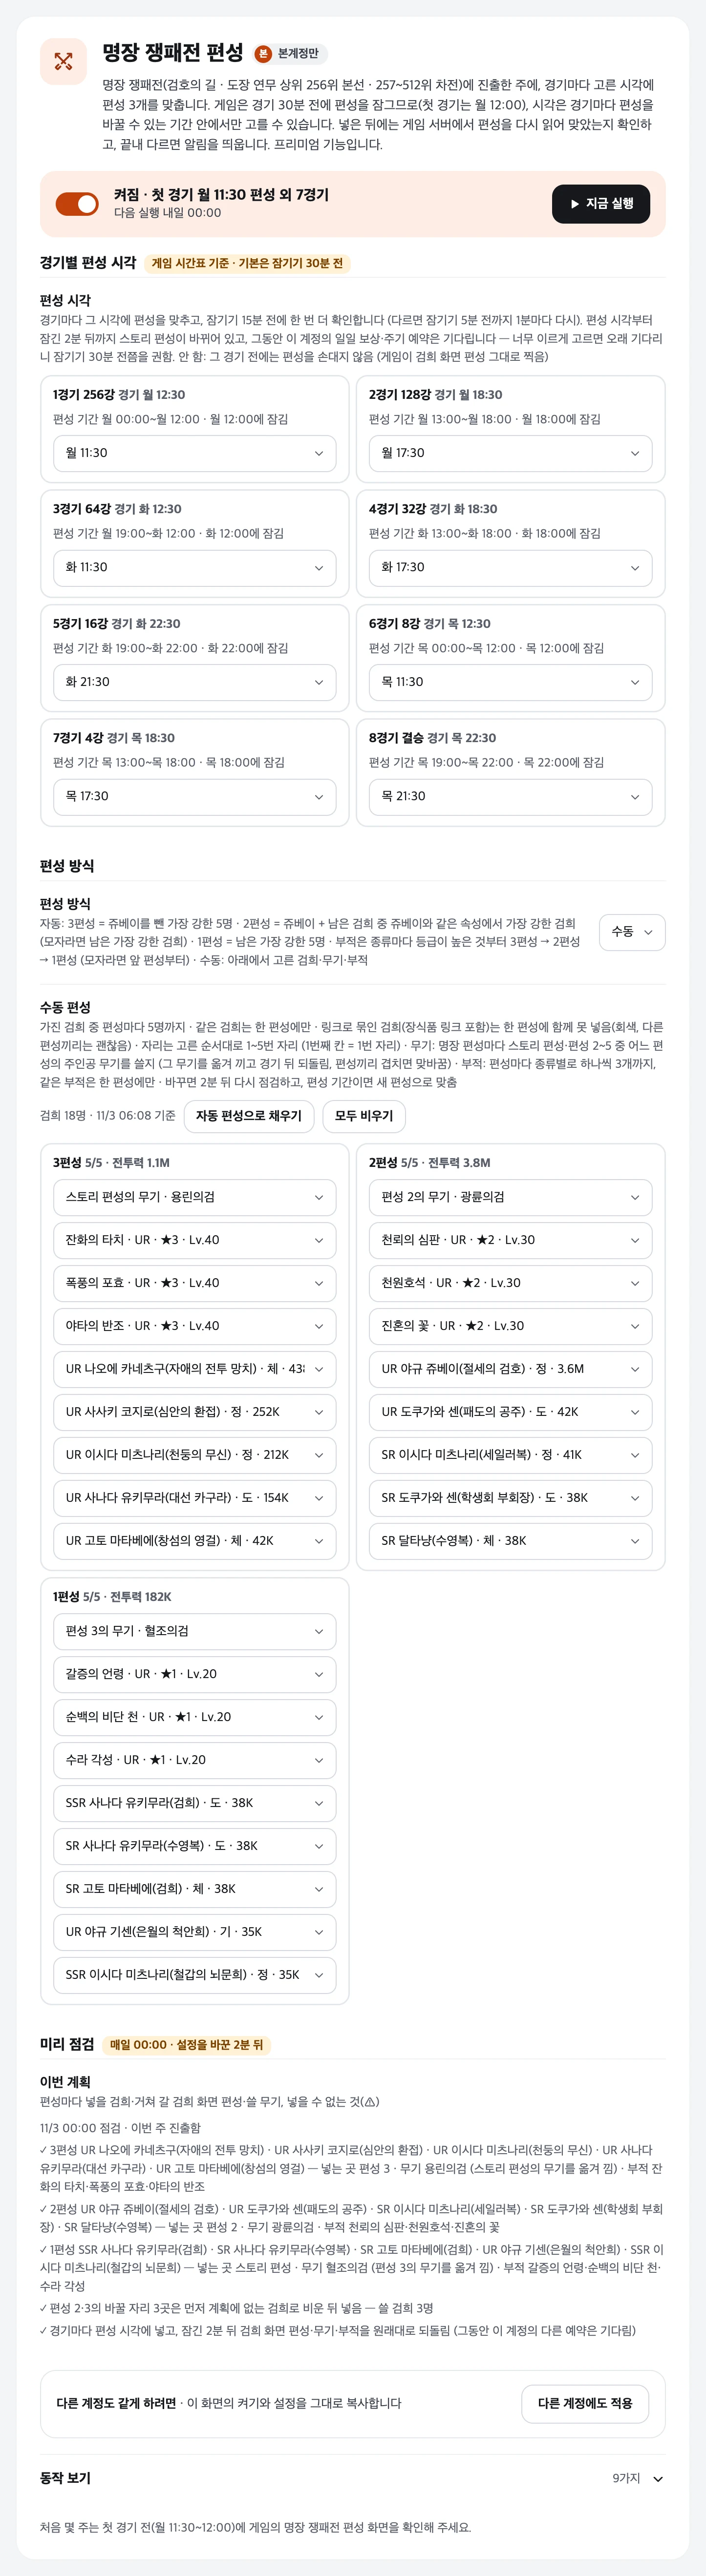 명장 쟁패전 편성 본 본계정만
명장 쟁패전(검호의 길 · 도장 연무 상위 256위 본선 · 257~512위 차전)에 진출한 주에, 경기마다 고른 시각에
편성 3개를 맞춥니다. 게임은 경기 30분 전에 편성을 잠그므로(첫 경기는 월 12:00), 시각은 경기마다 편성을
바꿀 수 있는 기간 안에서만 고를 수 있습니다. 넣은 뒤에는 게임 서버에서 편성을 다시 읽어 맞았는지 확인하
고, 끝내 다르면 알림을 띄웁니다. 프리미엄 기능입니다.
켜짐 · 첫 경기 월 11:30 편성 외 7경기
다음 실행 내일 00:00
▶ 지금 실행
경기별 편성 시각 게임 시간표 기준 · 기본은 잠기기 30분 전
편성 시각
경기마다 그 시각에 편성을 맞추고, 잠기기 15분 전에 한 번 더 확인합니다 (다르면 잠기기 5분 전까지 1분마다 다시). 편성 시각부터
잠긴 2분 뒤까지 스토리 편성이 바뀌어 있고, 그동안 이 계정의 일일 보상·주기 예약은 기다립니다 — 너무 이르게 고르면 오래 기다리
니 잠기기 30분 전쯤을 권함. 안 함: 그 경기 전에는 편성을 손대지 않음 (게임이 검희 화면 편성 그대로 찍음)
1경기 256강 경기 월 12:30
편성 기간 월 00:00~월 12:00 · 월 12:00에 잠김
월 11:30
2경기 128강 경기 월 18:30
편성 기간 월 13:00~월 18:00 · 월 18:00에 잠김
월 17:30
3경기 64강 경기 화 12:30
편성 기간 월 19:00~화 12:00 · 화 12:00에 잠김
화 11:30
4경기 32강 경기 화 18:30
편성 기간 화 13:00~화 18:00 · 화 18:00에 잠김
화 17:30
5경기 16강 경기 화 22:30
편성 기간 화 19:00~화 22:00 · 화 22:00에 잠김
화 21:30
6경기 8강 경기 목 12:30
편성 기간 목 00:00~목 12:00 · 목 12:00에 잠김
목 11:30
7경기 4강 경기 목 18:30
편성 기간 목 13:00~목 18:00 · 목 18:00에 잠김
목 17:30
8경기 결승 경기 목 22:30
편성 기간 목 19:00~목 22:00 · 목 22:00에 잠김
목 21:30
편성 방식
편성 방식
자동: 3편성 = 쥬베이를 뺀 가장 강한 5명 · 2편성 = 쥬베이 + 남은 검희 중 쥬베이와 같은 속성에서 가장 강한 검희
(모자라면 남은 가장 강한 검희) · 1편성 = 남은 가장 강한 5명 · 부적은 종류마다 등급이 높은 것부터 3편성 → 2편성
→ 1편성 (모자라면 앞 편성부터) · 수동: 아래에서 고른 검희·무기·부적
수동
수동 편성
가진 검희 중 편성마다 5명까지 · 같은 검희는 한 편성에만 · 링크로 묶인 검희(장식품 링크 포함)는 한 편성에 함께 못 넣음(회색, 다른
편성끼리는 괜찮음) · 자리는 고른 순서대로 1~5번 자리 (1번째 칸 = 1번 자리) · 무기: 명장 편성마다 스토리 편성·편성 2~5 중 어느 편
성의 주인공 무기를 쓸지 (그 무기를 옮겨 끼고 경기 뒤 되돌림, 편성끼리 겹치면 맞바꿈) · 부적: 편성마다 종류별로 하나씩 3개까지,
같은 부적은 한 편성에만 · 바꾸면 2분 뒤 다시 점검하고, 편성 기간이면 새 편성으로 맞춤
검희 18명 · 11/3 06:08 기준 자동 편성으로 채우기 모두 비우기
3편성 5/5 · 전투력 1.1M
스토리 편성의 무기 · 용린의검
잔화의 타치 · UR · ★3 · Lv.40
폭풍의 포효 · UR · ★3 · Lv.40
야타의 반조 · UR · ★3 · Lv.40
UR 나오에 카네츠구(자애의 전투 망치) · 체 · 438
UR 사사키 코지로(심안의 환접) · 정 · 252K
UR 이시다 미츠나리(천둥의 무신) · 정 · 212K
UR 사나다 유키무라(대선 카구라) · 도 · 154K
UR 고토 마타베에(창섬의 영걸) · 체 · 42K
2편성 5/5 · 전투력 3.8M
편성 2의 무기 · 광륜의검
천뢰의 심판 · UR · ★2 · Lv.30
천원호석 · UR · ★2 · Lv.30
진혼의 꽃 · UR · ★2 · Lv.30
UR 야규 쥬베이(절세의 검호) · 정 · 3.6M
UR 도쿠가와 센(패도의 공주) · 도 · 42K
SR 이시다 미츠나리(세일러복) · 정 · 41K
SR 도쿠가와 센(학생회 부회장) · 도 · 38K
SR 달타냥(수영복) · 체 · 38K
1편성 5/5 · 전투력 182K
편성 3의 무기 · 혈조의검
갈증의 언령 · UR · ★1 · Lv.20
순백의 비단 천 · UR · ★1 · Lv.20
수라 각성 · UR · ★1 · Lv.20
SSR 사나다 유키무라(검희) · 도 · 38K
SR 사나다 유키무라(수영복) · 도 · 38K
SR 고토 마타베에(검희) · 체 · 38K
UR 야규 기센(은월의 척안희) · 기 · 35K
SSR 이시다 미츠나리(철갑의 뇌문희) · 정 · 35K
미리 점검 매일 00:00 · 설정을 바꾼 2분 뒤
이번 계획
편성마다 넣을 검희·거쳐 갈 검희 화면 편성·쓸 무기, 넣을 수 없는 것(⚠)
11/3 00:00 점검 · 이번 주 진출함
✓ 3편성 UR 나오에 카네츠구(자애의 전투 망치) · UR 사사키 코지로(심안의 환접) · UR 이시다 미츠나리(천둥의 무신) · UR 사나다
유키무라(대선 카구라) · UR 고토 마타베에(창섬의 영걸) — 넣는 곳 편성 3 · 무기 용린의검 (스토리 편성의 무기를 옮겨 낌) · 부적 잔
화의 타치·폭풍의 포효·야타의 반조
✓ 2편성 UR 야규 쥬베이(절세의 검호) · UR 도쿠가와 센(패도의 공주) · SR 이시다 미츠나리(세일러복) · SR 도쿠가와 센(학생회 부회
장) · SR 달타냥(수영복) — 넣는 곳 편성 2 · 무기 광륜의검 · 부적 천뢰의 심판·천원호석·진혼의 꽃
✓ 1편성 SSR 사나다 유키무라(검희) · SR 사나다 유키무라(수영복) · SR 고토 마타베에(검희) · UR 야규 기센(은월의 척안희) · SSR 이
시다 미츠나리(철갑의 뇌문희) — 넣는 곳 스토리 편성 · 무기 혈조의검 (편성 3의 무기를 옮겨 낌) · 부적 갈증의 언령·순백의 비단 천·
수라 각성
✓ 편성 2·3의 바꿀 자리 3곳은 먼저 계획에 없는 검희로 비운 뒤 넣음 — 쓸 검희 3명
✓ 경기마다 편성 시각에 넣고, 잠긴 2분 뒤 검희 화면 편성·무기·부적을 원래대로 되돌림 (그동안 이 계정의 다른 예약은 기다림)
다른 계정도 같게 하려면 · 이 화면의 켜기와 설정을 그대로 복사합니다 다른 계정에도 적용
동작 보기 9가지
처음 몇 주는 첫 경기 전(월 11:30~12:00)에 게임의 명장 쟁패전 편성 화면을 확인해 주세요.